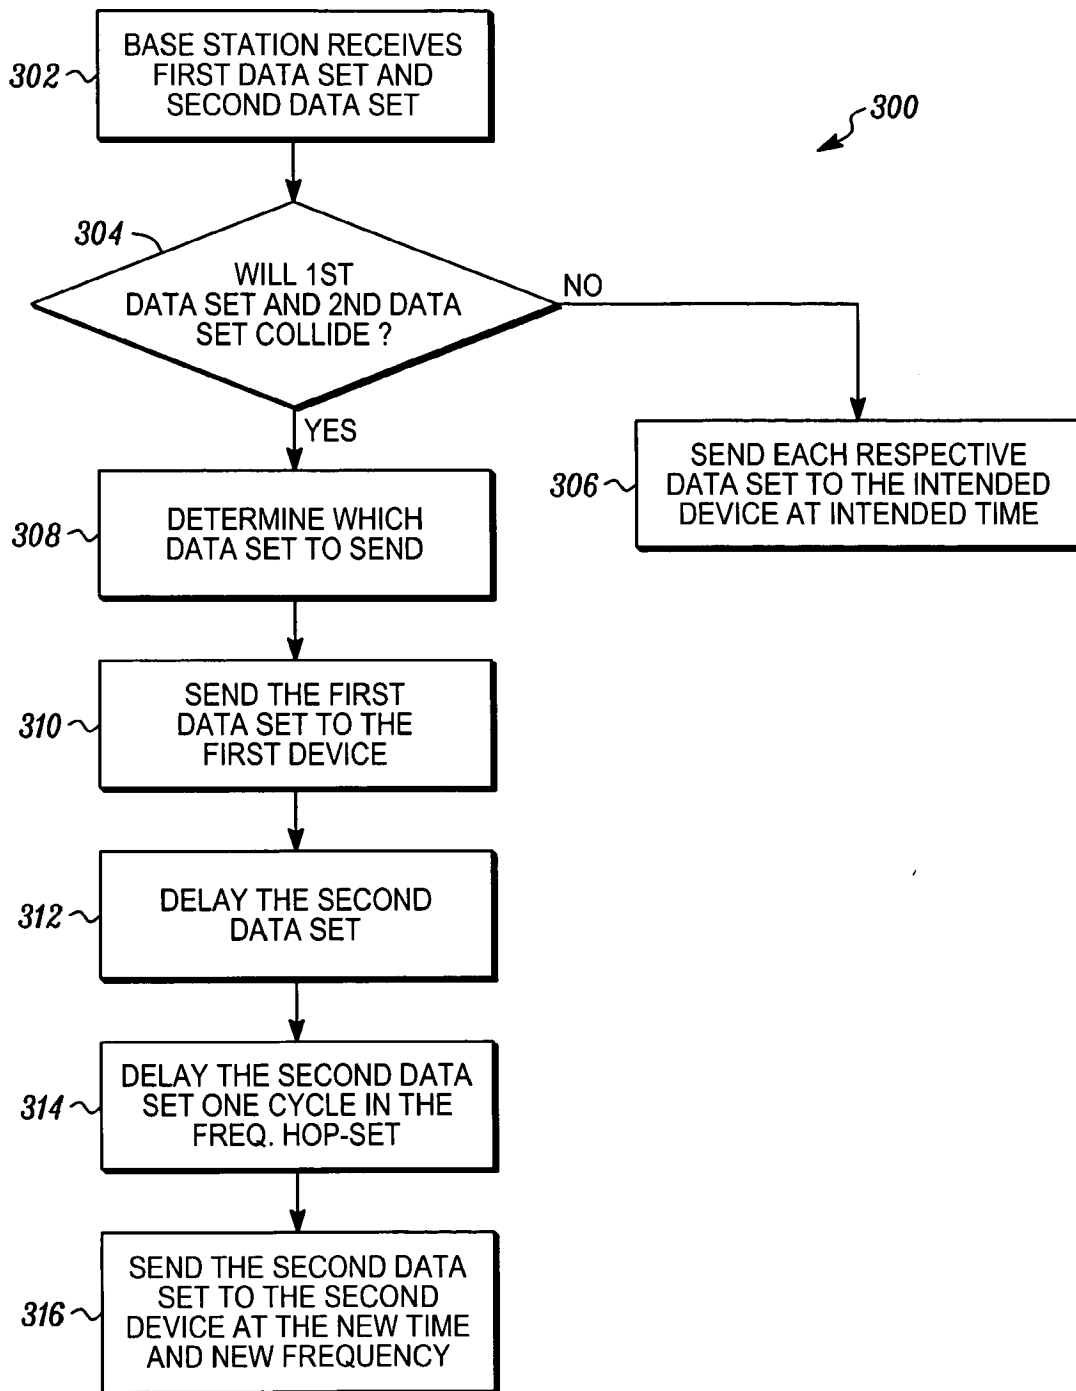 302
BASE STATION RECEIVES
FIRST DATA SET AND
SECOND DATA SET
300
304
WILL 1ST
DATA SET AND 2ND DATA
SET COLLIDE ?
NO
YES
306
SEND EACH RESPECTIVE
DATA SET TO THE INTENDED
DEVICE AT INTENDED TIME
308
DETERMINE WHICH
DATA SET TO SEND
310
SEND THE FIRST
DATA SET TO THE
FIRST DEVICE
312
DELAY THE SECOND
DATA SET
314
DELAY THE SECOND DATA
SET ONE CYCLE IN THE
FREQ. HOP-SET
316
SEND THE SECOND DATA
SET TO THE SECOND
DEVICE AT THE NEW TIME
AND NEW FREQUENCY